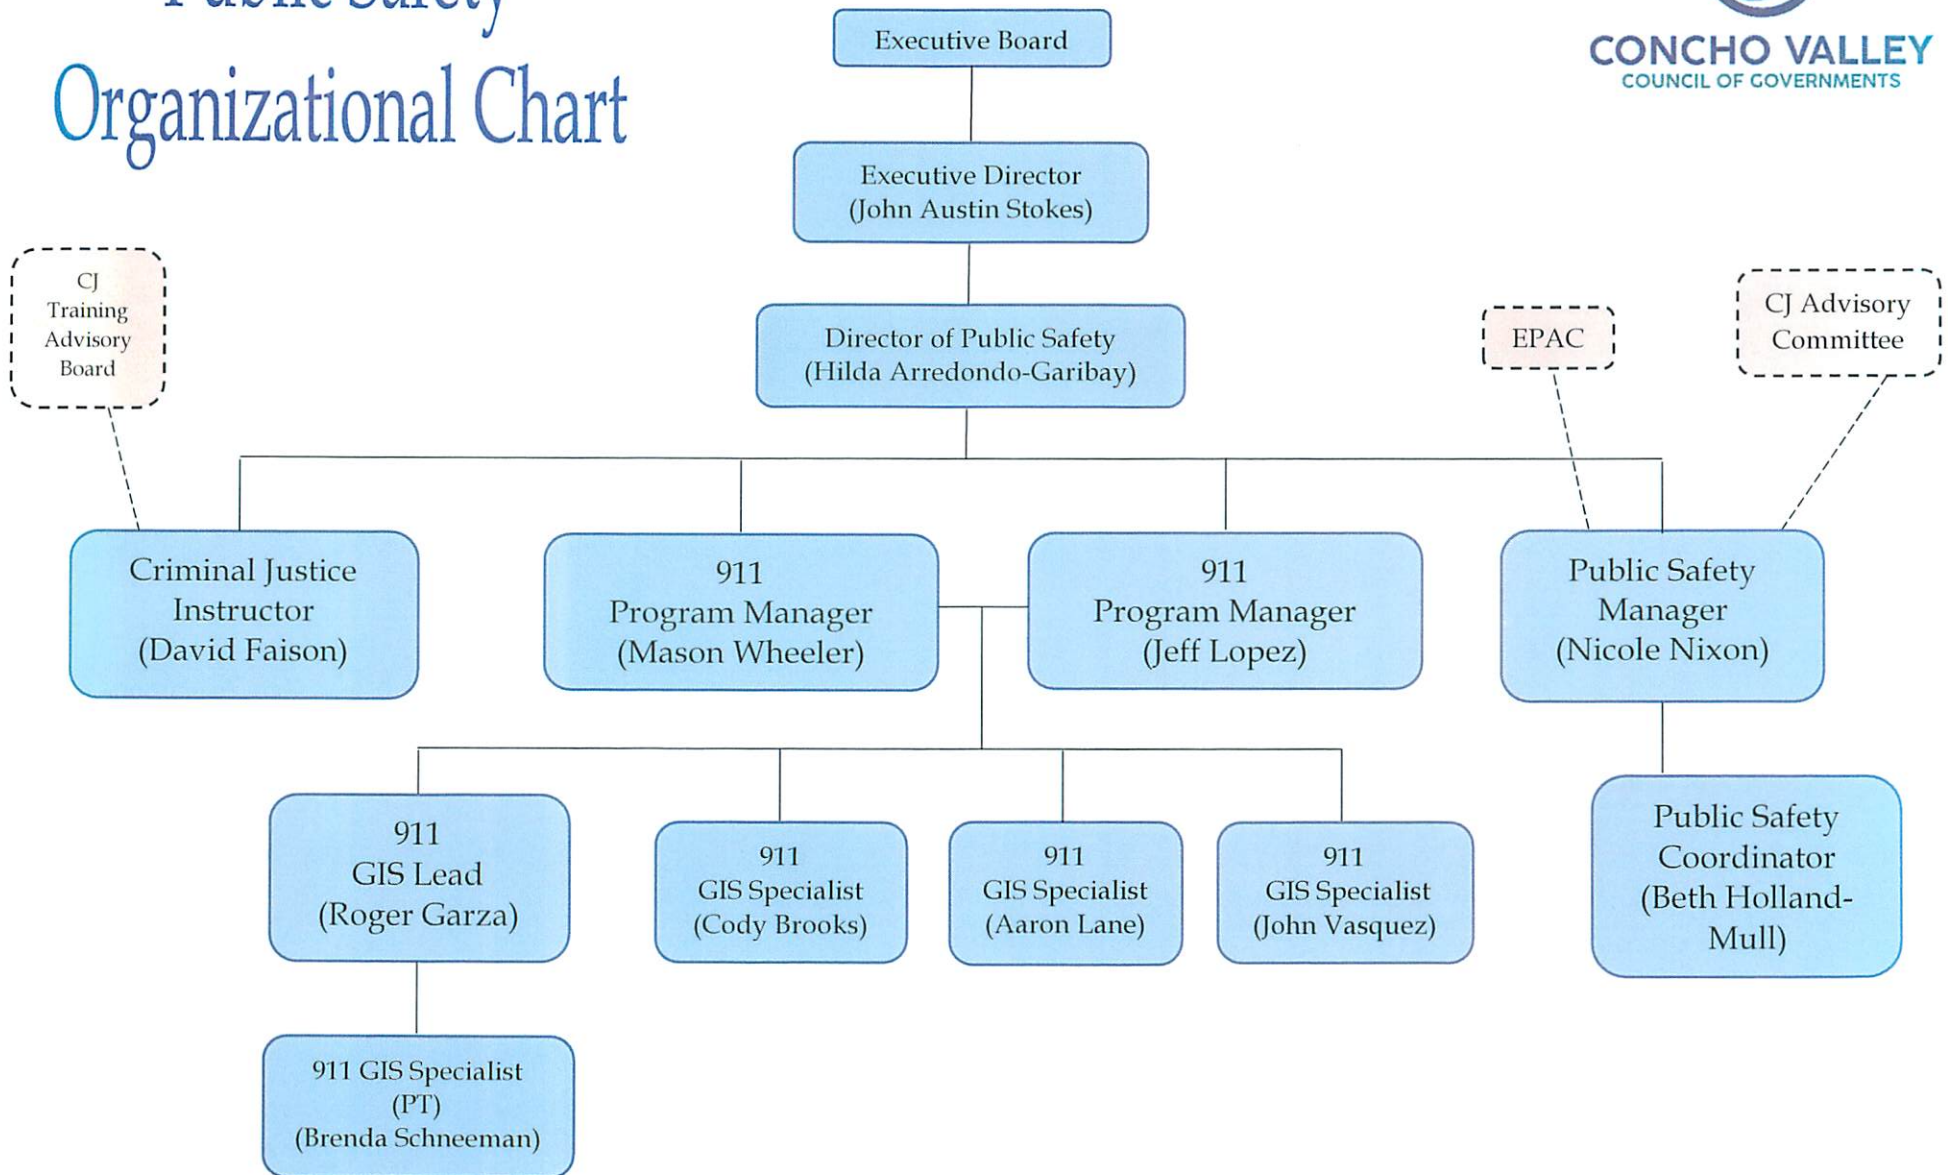 Public Safety
Organizational Chart
CONCHO VALLEY
COUNCIL OF GOVERNMENTS
Executive Board
Executive Director
(John Austin Stokes)
Director of Public Safety
(Hilda Arredondo-Garibay)
CJ
Training
Advisory
Board
EPAC
CJ Advisory
Committee
Criminal Justice
Instructor
(David Faison)
911
Program Manager
(Mason Wheeler)
911
Program Manager
(Jeff Lopez)
Public Safety
Manager
(Nicole Nixon)
911
GIS Lead
(Roger Garza)
911
GIS Specialist
(Cody Brooks)
911
GIS Specialist
(Aaron Lane)
911
GIS Specialist
(John Vasquez)
Public Safety
Coordinator
(Beth Holland-
Mull)
911 GIS Specialist
(PT)
(Brenda Schneeman)